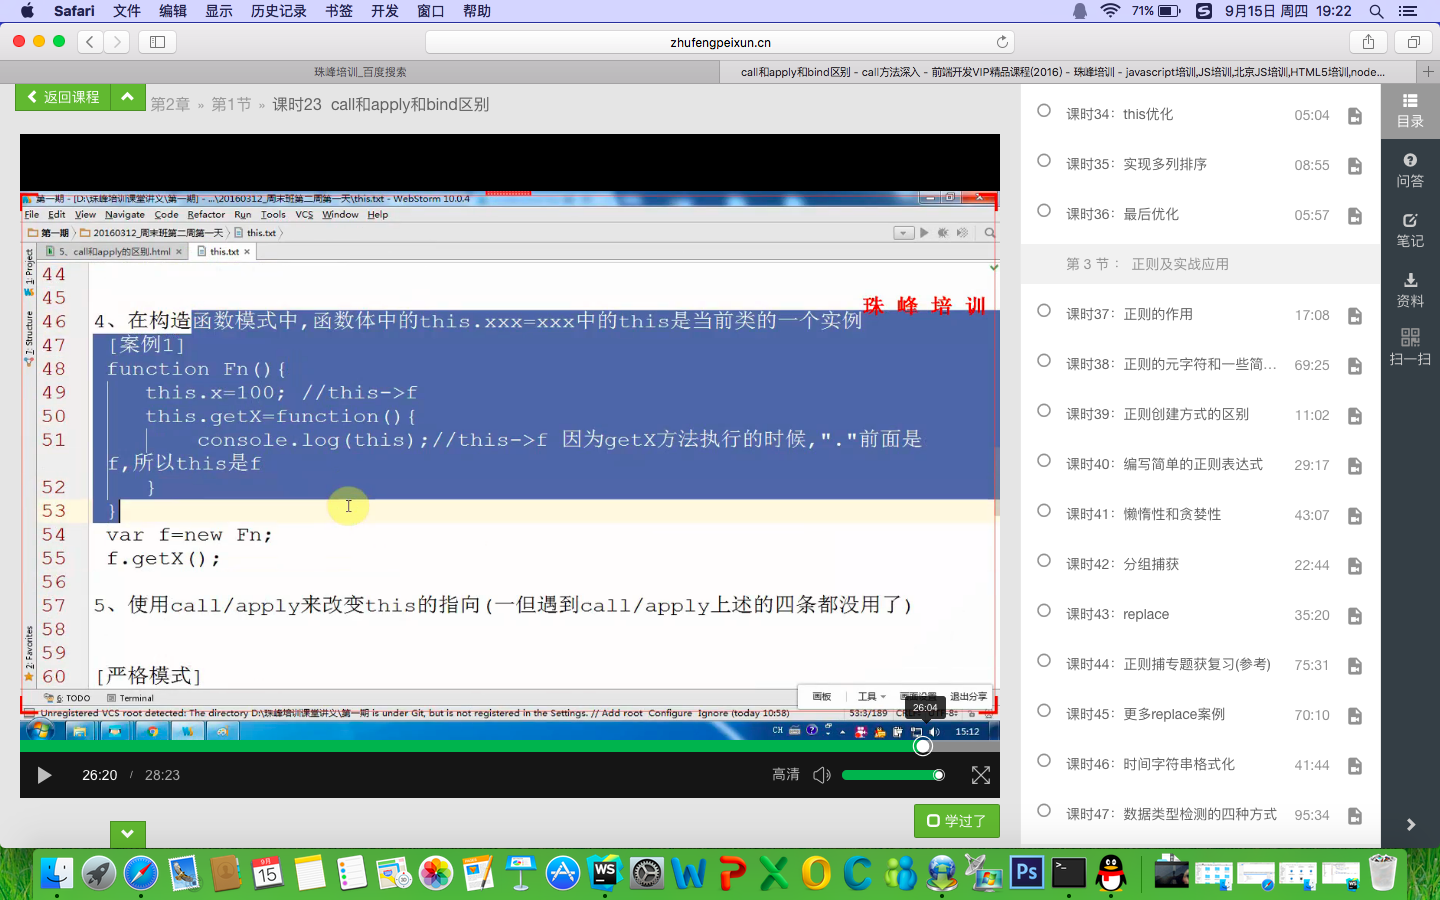 Safari 文件 编辑 显示 历史记录 书签 开发 窗口 帮助 71% 9月15日 周四 19:22
zhufengpeixun.cn
珠峰培训_百度搜索
call和apply和bind区别 - call方法深入 - 前端开发VIP精品课程(2016) - 珠峰培训 - javascript培训,JS培训,北京JS培训,HTML5培训,node...
返回课程 第2章 » 第1节 » 课时23 call和apply和bind区别
第一期 - [D:\珠峰培训课堂讲义\第一期] - ...\20160312_周末班第二周第一天\this.txt - WebStorm 10.0.4
File Edit View Navigate Code Refactor Run Tools VCS Window Help
第一期 20160312_周末班第二周第一天 this.txt
5、call和apply的区别.html this.txt
1: Project
7: Structure
2: Favorites
珠 峰 培 训
44
45
46 4、在构造函数模式中,函数体中的this.xxx=xxx中的this是当前类的一个实例
47 [案例1]
48 function Fn(){
49 this.x=100; //this->f
50 this.getX=function(){
51 console.log(this);//this->f 因为getX方法执行的时候,"."前面是
f,所以this是f
52 }
53 }
54 var f=new Fn;
55 f.getX();
56
57 5、使用call/apply来改变this的指向(一但遇到call/apply上述的四条都没用了)
58
59
60 [严格模式]
6: TODO Terminal
画板 工具 画面设置 退出分享
Unregistered VCS root detected: The directory D:\珠峰培训课堂讲义\第一期 is under Git, but is not registered in the Settings. // Add root Configure Ignore (today 10:58) 53:3/189
26:04
CH 15:12
26:20 / 28:23 高清
学过了
课时34：this优化 05:04
课时35：实现多列排序 08:55
课时36：最后优化 05:57
第 3 节 ： 正则及实战应用
课时37：正则的作用 17:08
课时38：正则的元字符和一些简... 69:25
课时39：正则创建方式的区别 11:02
课时40：编写简单的正则表达式 29:17
课时41：懒惰性和贪婪性 43:07
课时42：分组捕获 22:44
课时43：replace 35:20
课时44：正则捕专题获复习(参考) 75:31
课时45：更多replace案例 70:10
课时46：时间字符串格式化 41:44
课时47：数据类型检测的四种方式 95:34
目录
问答
笔记
资料
扫一扫
9月
15
WS
Ps